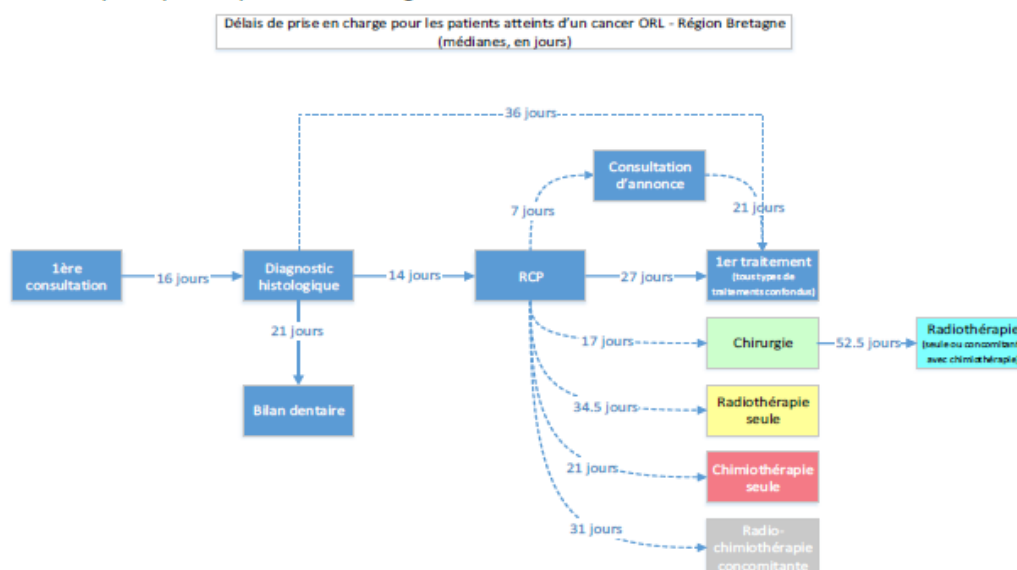 Délais de prise en charge pour les patients atteints d'un cancer ORL - Région Bretagne
(médianes, en jours)
36 jours
Consultation
d'annonce
7 jours
21 jours
1ère
consultation
16 jours
Diagnostic
histologique
14 jours
RCP
27 jours
1er traitement
(tous types de
traitements confondus)
21 jours
Bilan dentaire
17 jours
Chirurgie
52.5 jours
Radiothérapie
(seule ou concomitant
avec chimiothérapie)
34.5 jours
Radiothérapie
seule
21 jours
Chimiothérapie
seule
31 jours
Radio-
chimiothérapie
concomitante